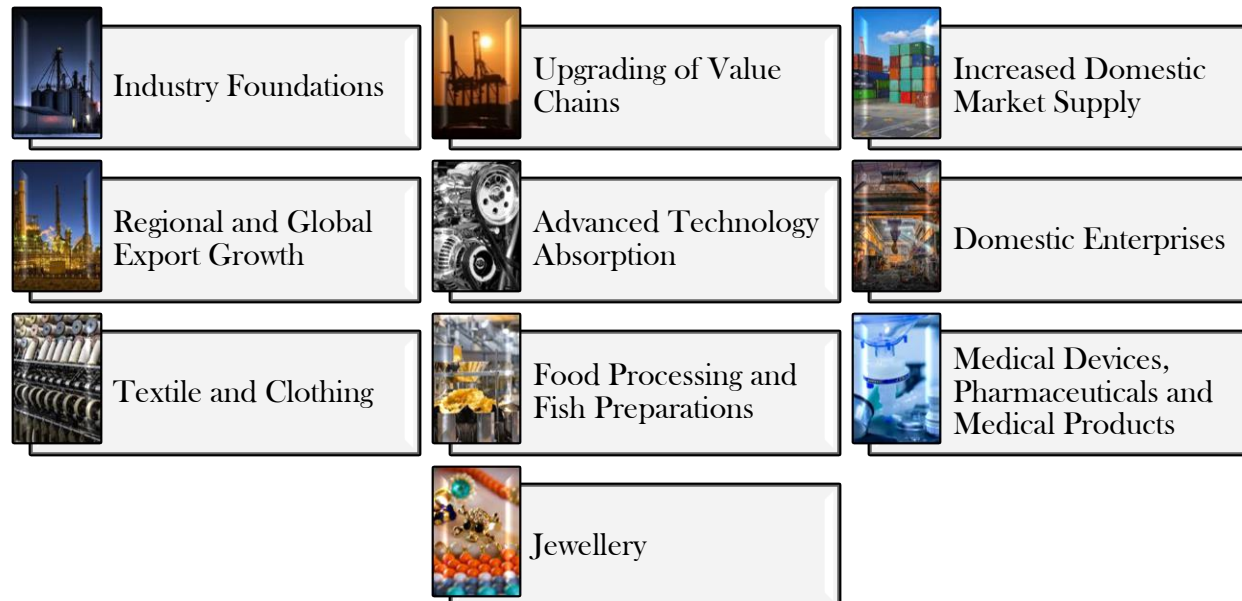 Industry Foundations
Upgrading of Value
Chains
Increased Domestic
Market Supply
Regional and Global
Export Growth
Advanced Technology
Absorption
Domestic Enterprises
Textile and Clothing
Food Processing and
Fish Preparations
Medical Devices,
Pharmaceuticals and
Medical Products
Jewellery